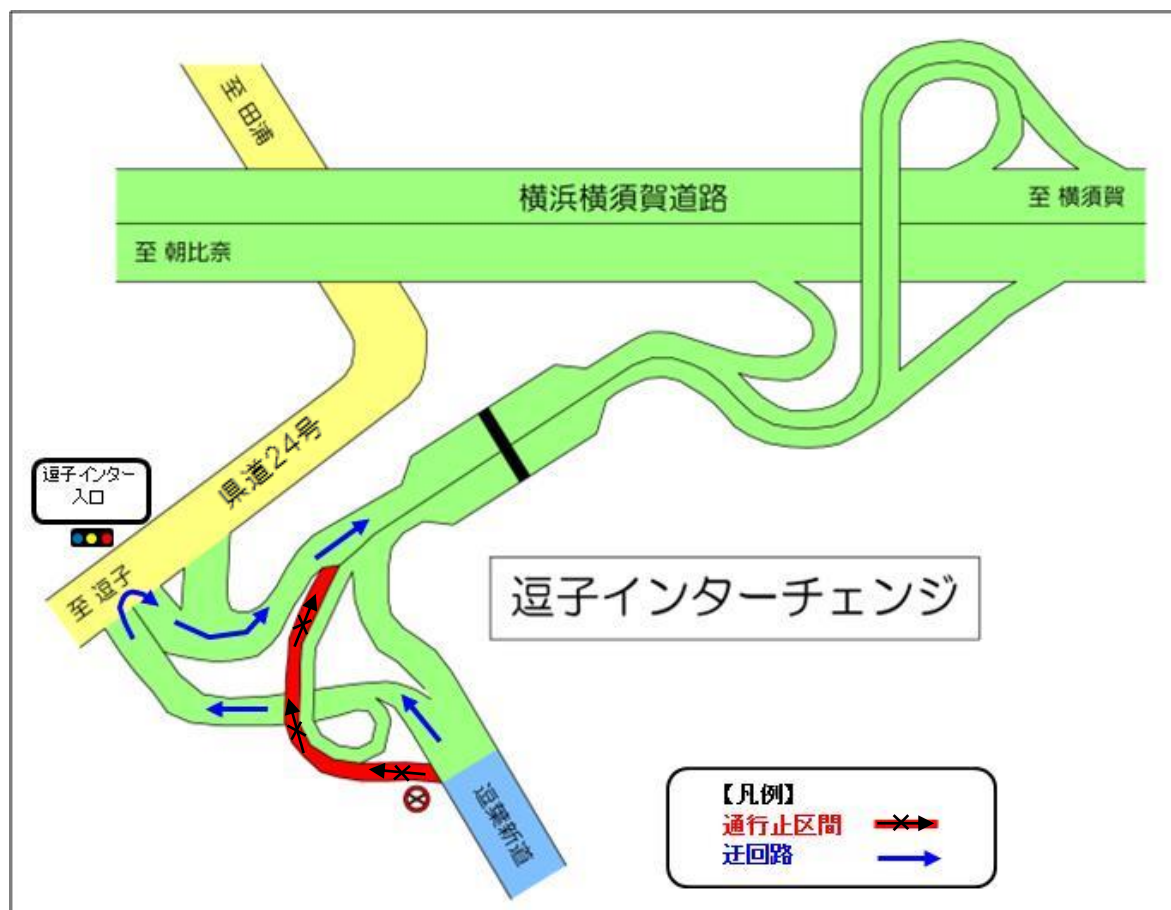 至 田浦
横浜横須賀道路
至 横須賀
至 朝比奈
県道24号
逗子インター
入口
至 逗子
逗子インターチェンジ
逗葉新道
【凡例】
通行止区間
迂回路